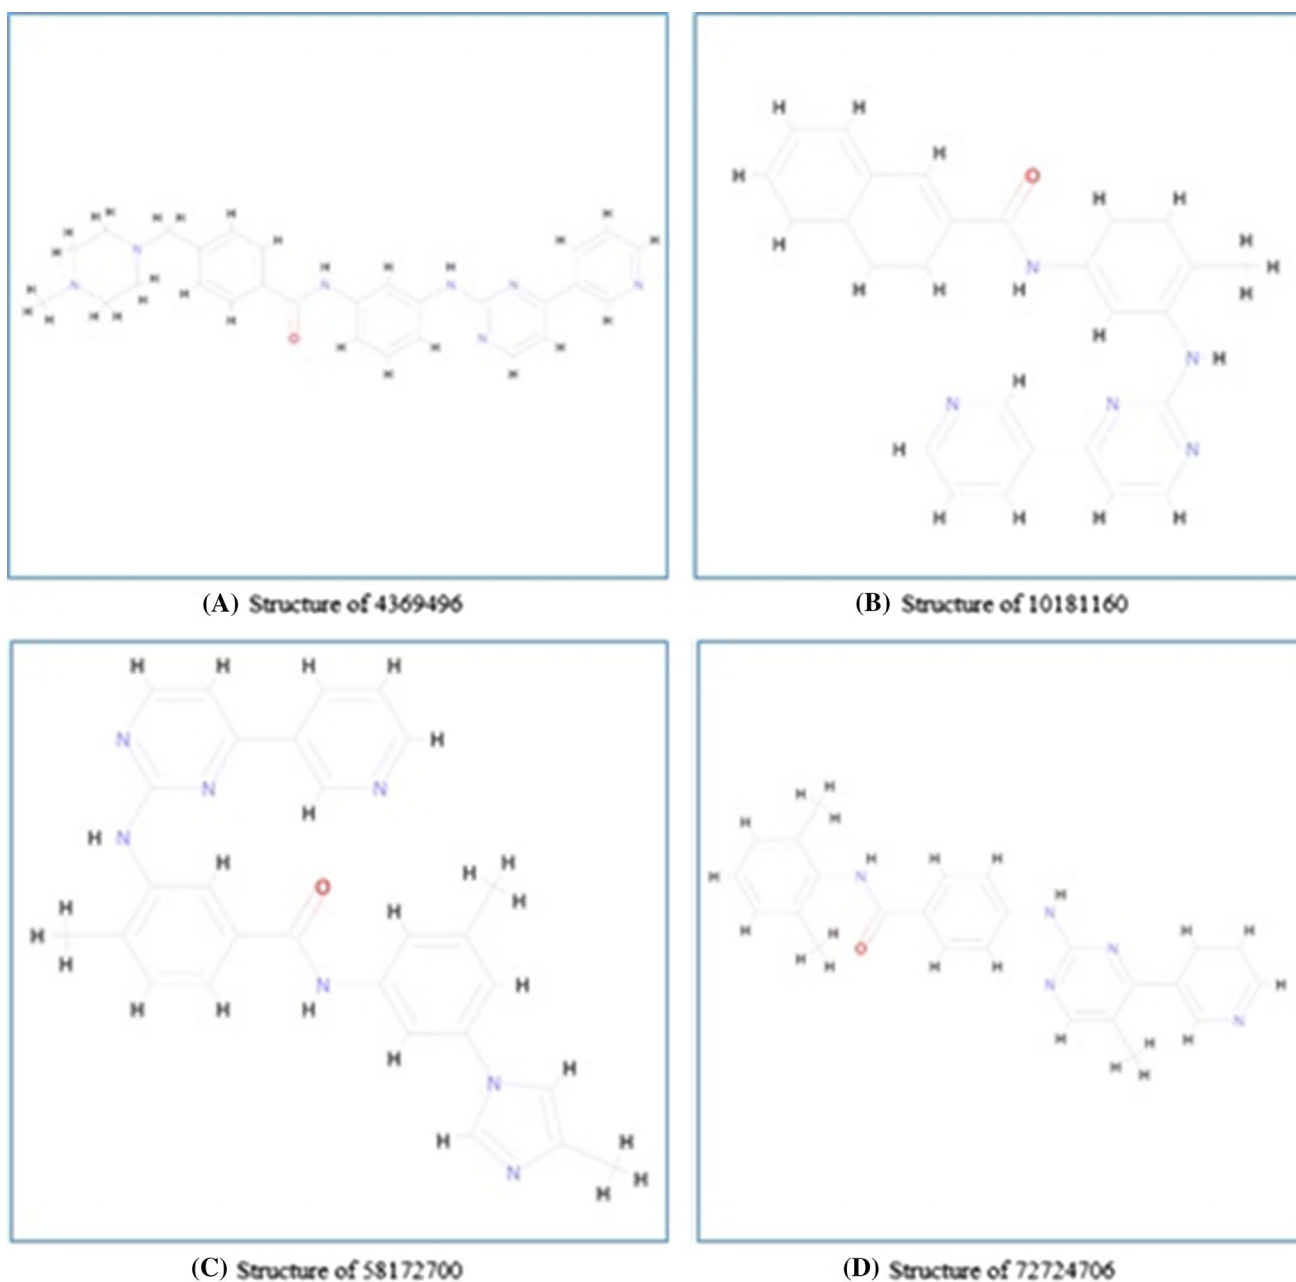 (A) Structure of 4369496
(B) Structure of 10181160
(C) Structure of 58172700
(D) Structure of 72724706